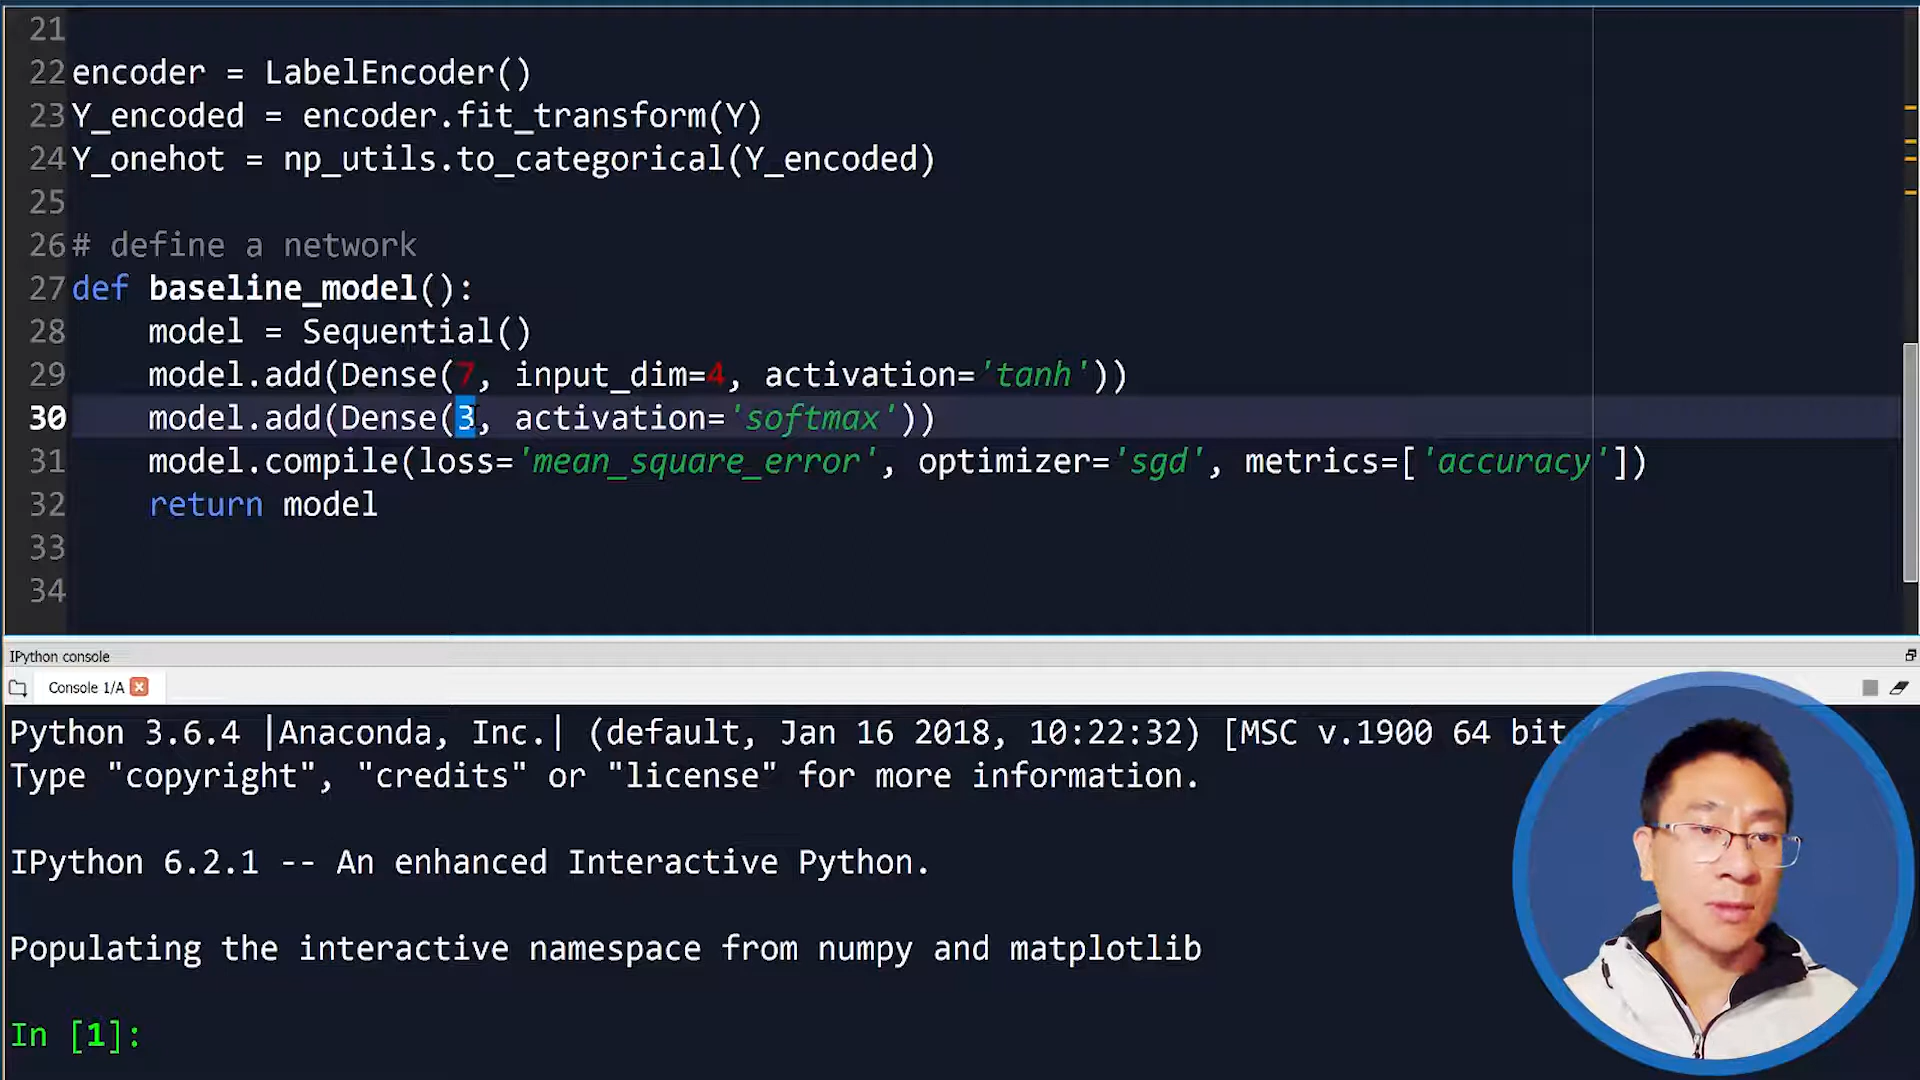 21
22 encoder = LabelEncoder()
23 Y_encoded = encoder.fit_transform(Y)
24 Y_onehot = np_utils.to_categorical(Y_encoded)
25
26 # define a network
27 def baseline_model():
28     model = Sequential()
29     model.add(Dense(7, input_dim=4, activation='tanh'))
30     model.add(Dense(3, activation='softmax'))
31     model.compile(loss='mean_square_error', optimizer='sgd', metrics=['accuracy'])
32     return model
33
34
IPython console
Console 1/A
Python 3.6.4 |Anaconda, Inc.| (default, Jan 16 2018, 10:22:32) [MSC v.1900 64 bit
Type "copyright", "credits" or "license" for more information.
IPython 6.2.1 -- An enhanced Interactive Python.
Populating the interactive namespace from numpy and matplotlib
In [1]: